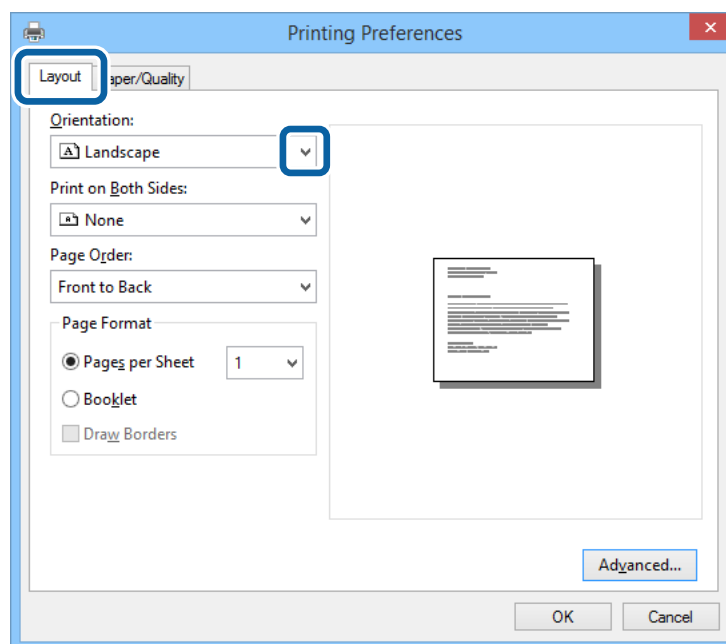 Printing Preferences
Layout
aper/Quality
Orientation:
Landscape
Print on Both Sides:
None
Page Order:
Front to Back
Page Format
Pages per Sheet 1
Booklet
Draw Borders
Advanced...
OK Cancel